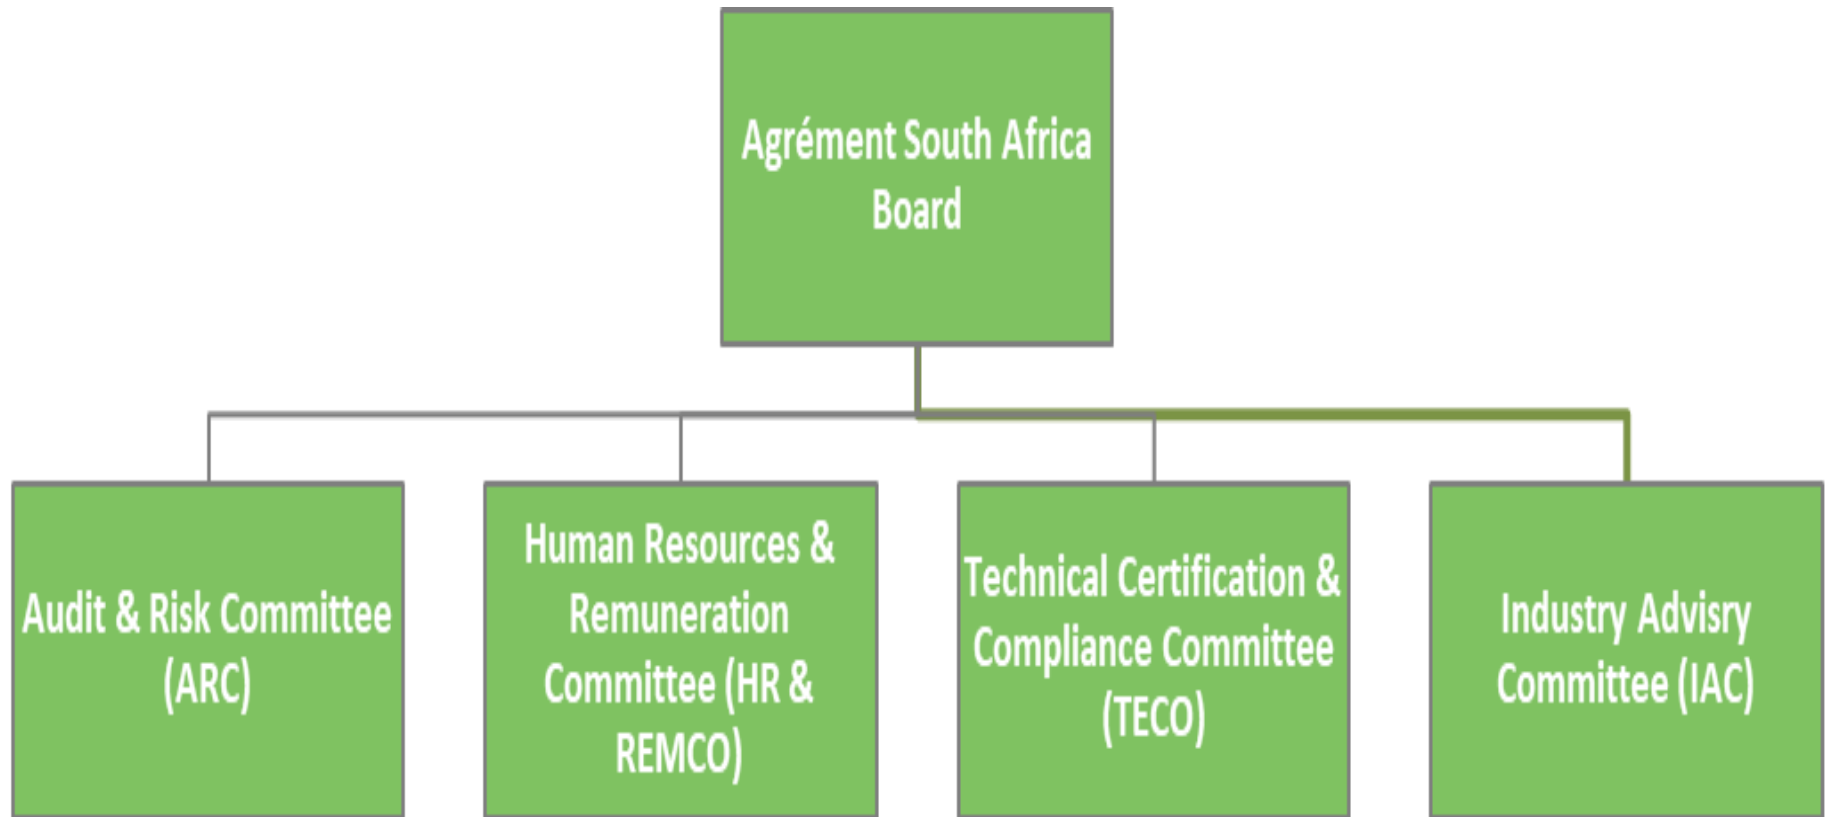 Agrément South Africa
Board
Audit & Risk Committee
(ARC)
Human Resources &
Remuneration
Committee (HR &
REMCO)
Technical Certification &
Compliance Committee
(TECO)
Industry Advisry
Committee (IAC)